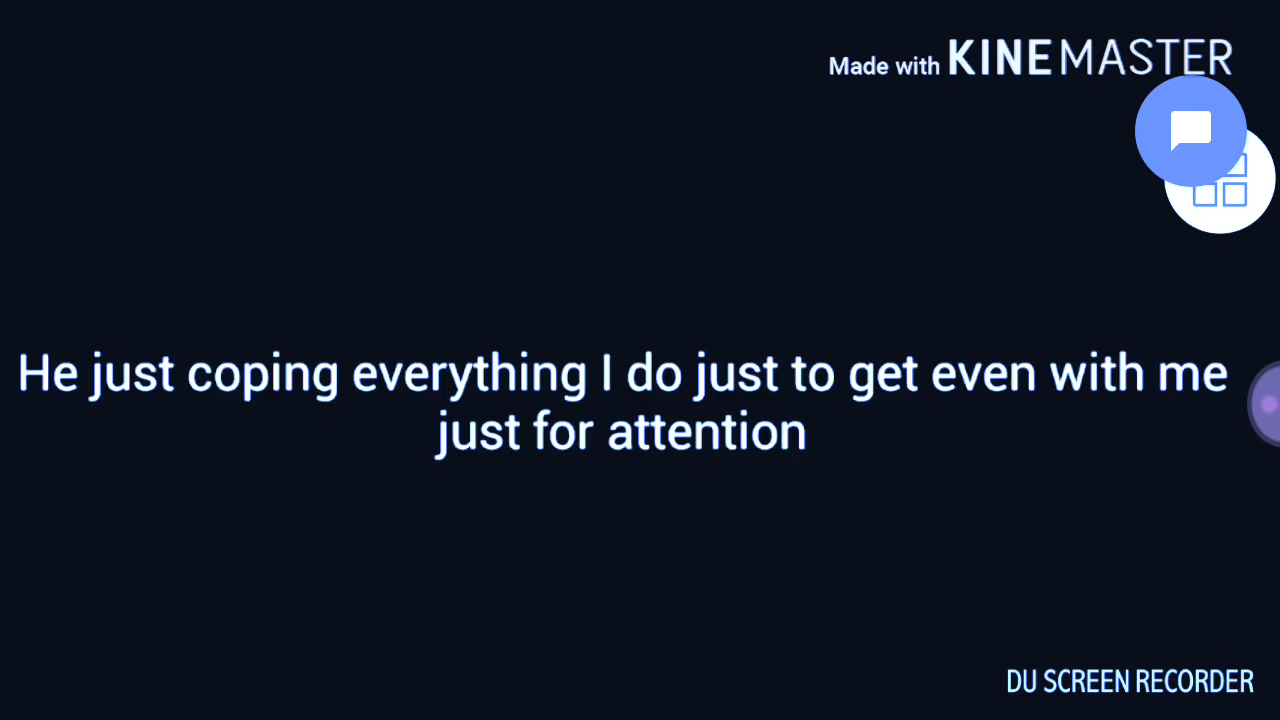 Made with KINEMASTER
He just coping everything I do just to get even with me
just for attention
DU SCREEN RECORDER